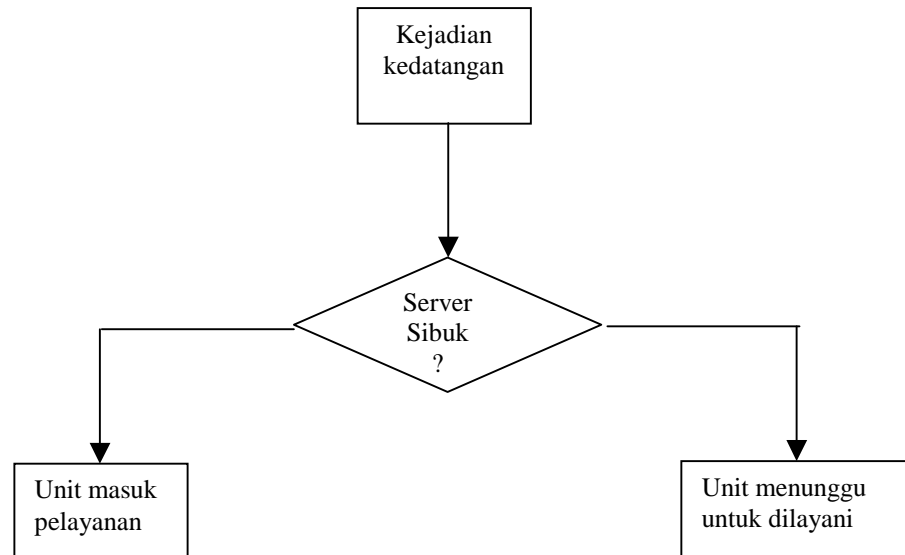 Kejadian
kedatangan
Server
Sibuk
?
Unit masuk
pelayanan
Unit menunggu
untuk dilayani